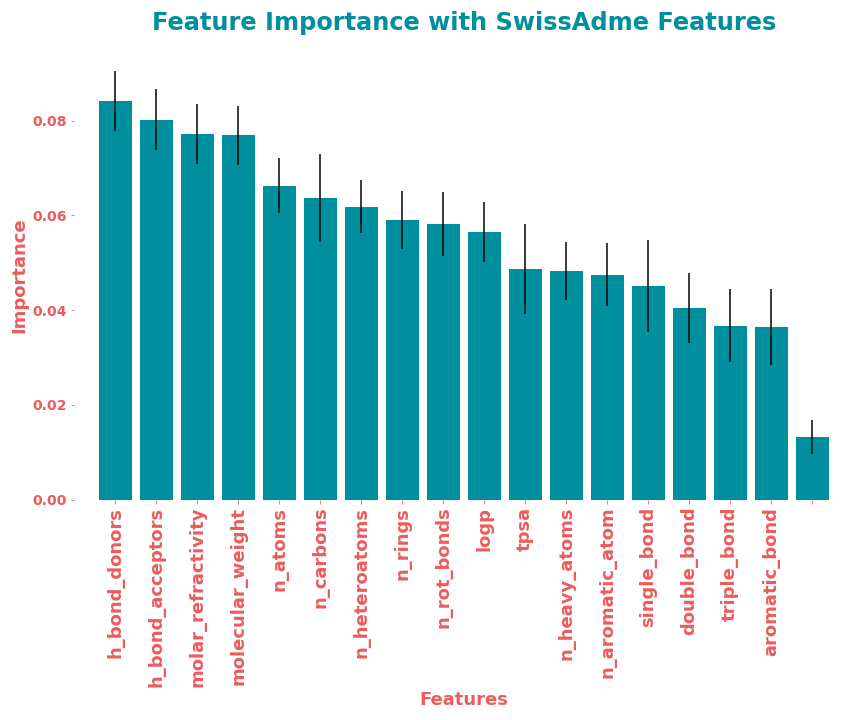 Feature Importance with SwissAdme Features
Importance
0.08
0.06
0.04
0.02
0.00
h_bond_donors
h_bond_acceptors
molar_refractivity
molecular_weight
n_atoms
n_carbons
n_heteroatoms
n_rings
n_rot_bonds
logp
tpsa
n_heavy_atoms
n_aromatic_atom
single_bond
double_bond
triple_bond
aromatic_bond
Features